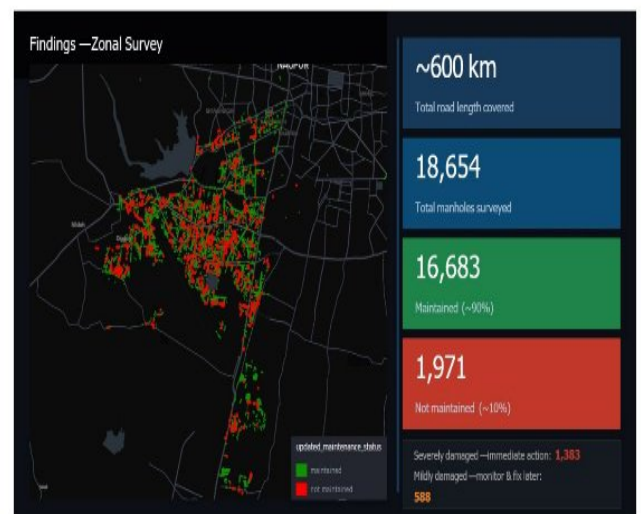 Findings —Zonal Survey
NAGPUR
~600 km
Total road length covered
18,654
Total manholes surveyed
16,683
Maintained (~90%)
1,971
Not maintained (~10%)
updated_maintenance_status
maintained
not maintained
Severely damaged —immediate action: 1,383
Mildly damaged —monitor & fix later:
588